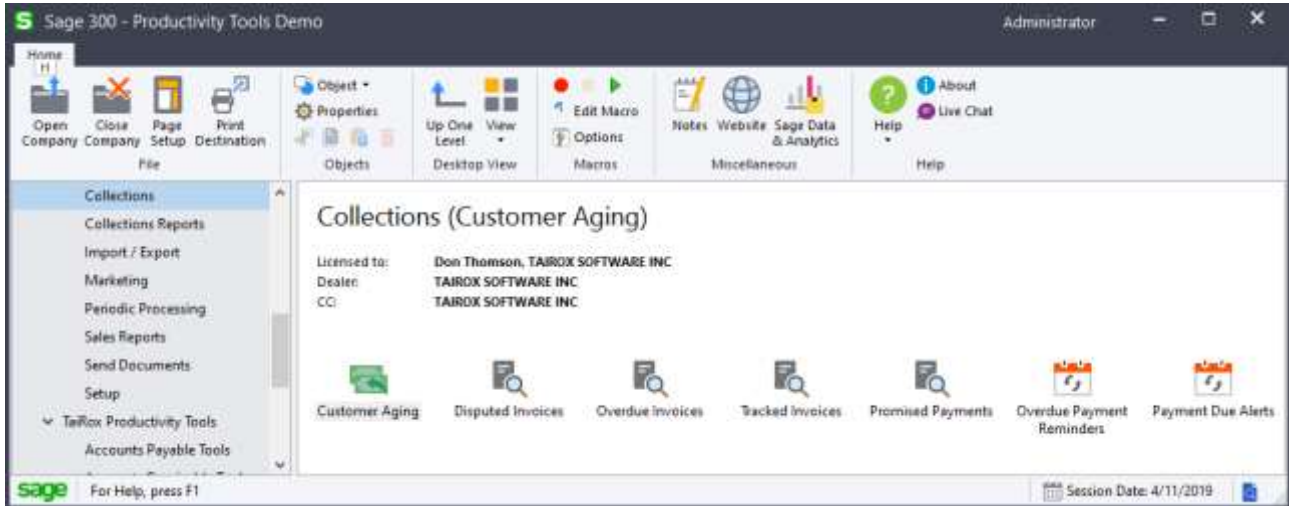 S Sage 300 - Productivity Tools Demo
Administrator
Home
H
Open Company
Close Company
Page Setup
Print Destination
File
Object
Properties
Objects
Up One Level
View
Desktop View
Edit Macro
Options
Macros
Notes
Website
Sage Data & Analytics
Miscellaneous
Help
About
Live Chat
Help
Collections
Collections Reports
Import / Export
Marketing
Periodic Processing
Sales Reports
Send Documents
Setup
TaiRox Productivity Tools
Accounts Payable Tools
Collections (Customer Aging)
Licensed to: Don Thomson, TAIROX SOFTWARE INC
Dealer: TAIROX SOFTWARE INC
CC: TAIROX SOFTWARE INC
Customer Aging
Disputed Invoices
Overdue Invoices
Tracked Invoices
Promised Payments
Overdue Payment Reminders
Payment Due Alerts
sage
For Help, press F1
Session Date: 4/11/2019